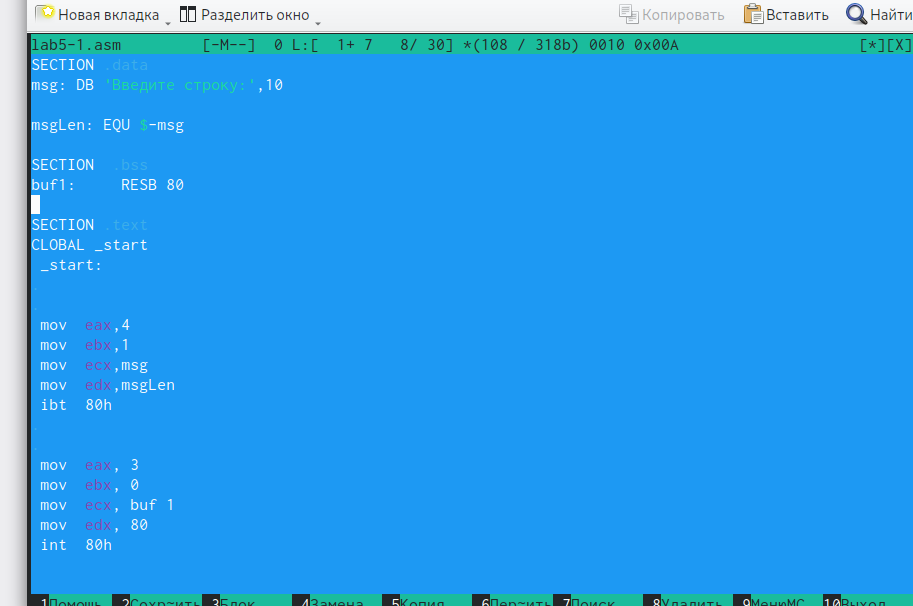 Новая вкладка Разделить окно Копировать Вставить Найти
lab5-1.asm [-M--] 0 L:[ 1+ 7 8/ 30] *(108 / 318b) 0010 0x00A [*][X]
SECTION .data
msg: DB 'Введите строку:',10
msgLen: EQU $-msg
SECTION .bss
buf1: RESB 80
SECTION .text
CLOBAL _start
_start:
.
.
mov eax,4
mov ebx,1
mov ecx,msg
mov edx,msgLen
ibt 80h
.
.
mov eax, 3
mov ebx, 0
mov ecx, buf 1
mov edx, 80
int 80h
1Помощь 2Сохр~ить 3Блок 4Замена 5Копия 6Пер~ить 7Поиск 8Удалить 9МенюMC 10Выход